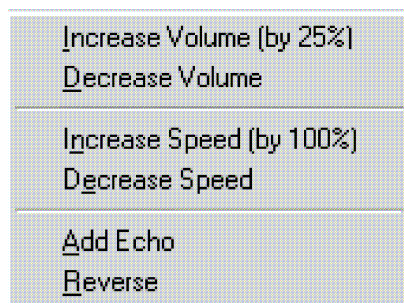 Increase Volume (by 25%)
Decrease Volume
Increase Speed (by 100%)
Decrease Speed
Add Echo
Reverse